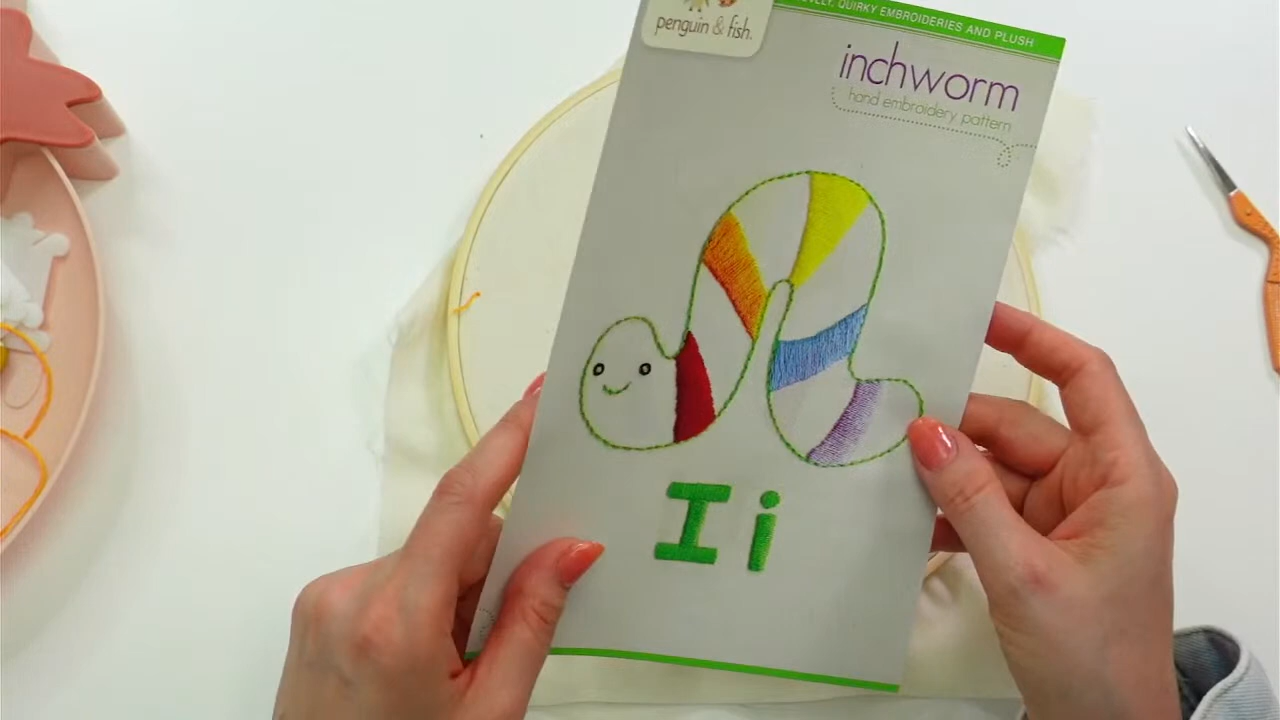 QUIRKY EMBROIDERIES AND PLUSH
penguin & fish.
inchworm
hand embroidery pattern
I i